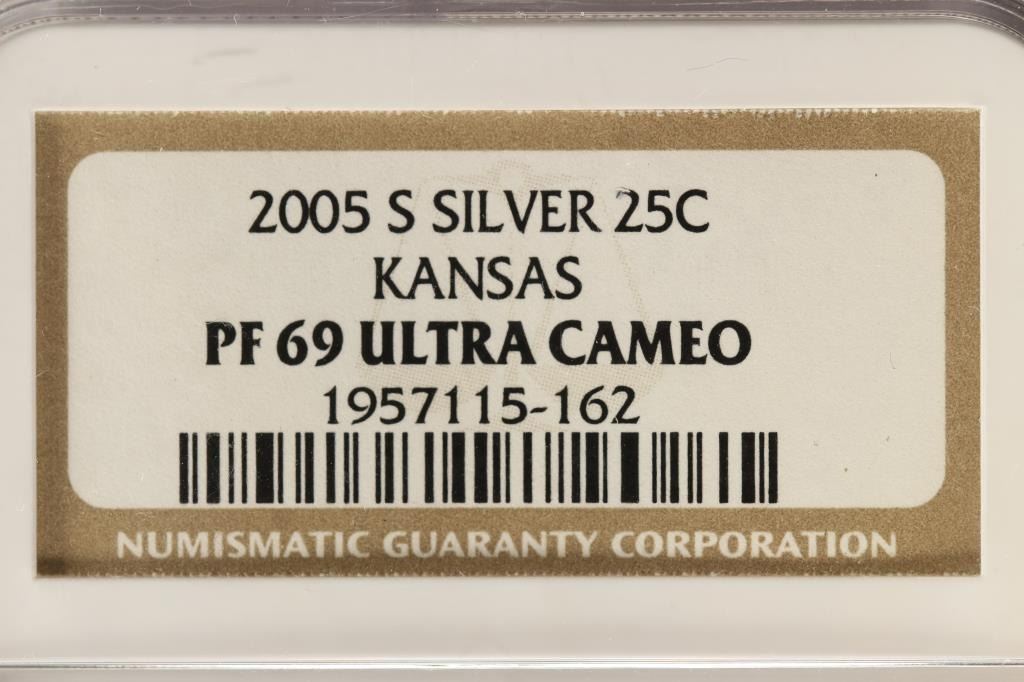 2005 S SILVER 25C
KANSAS
PF 69 ULTRA CAMEO
1957115-162
NUMISMATIC GUARANTY CORPORATION